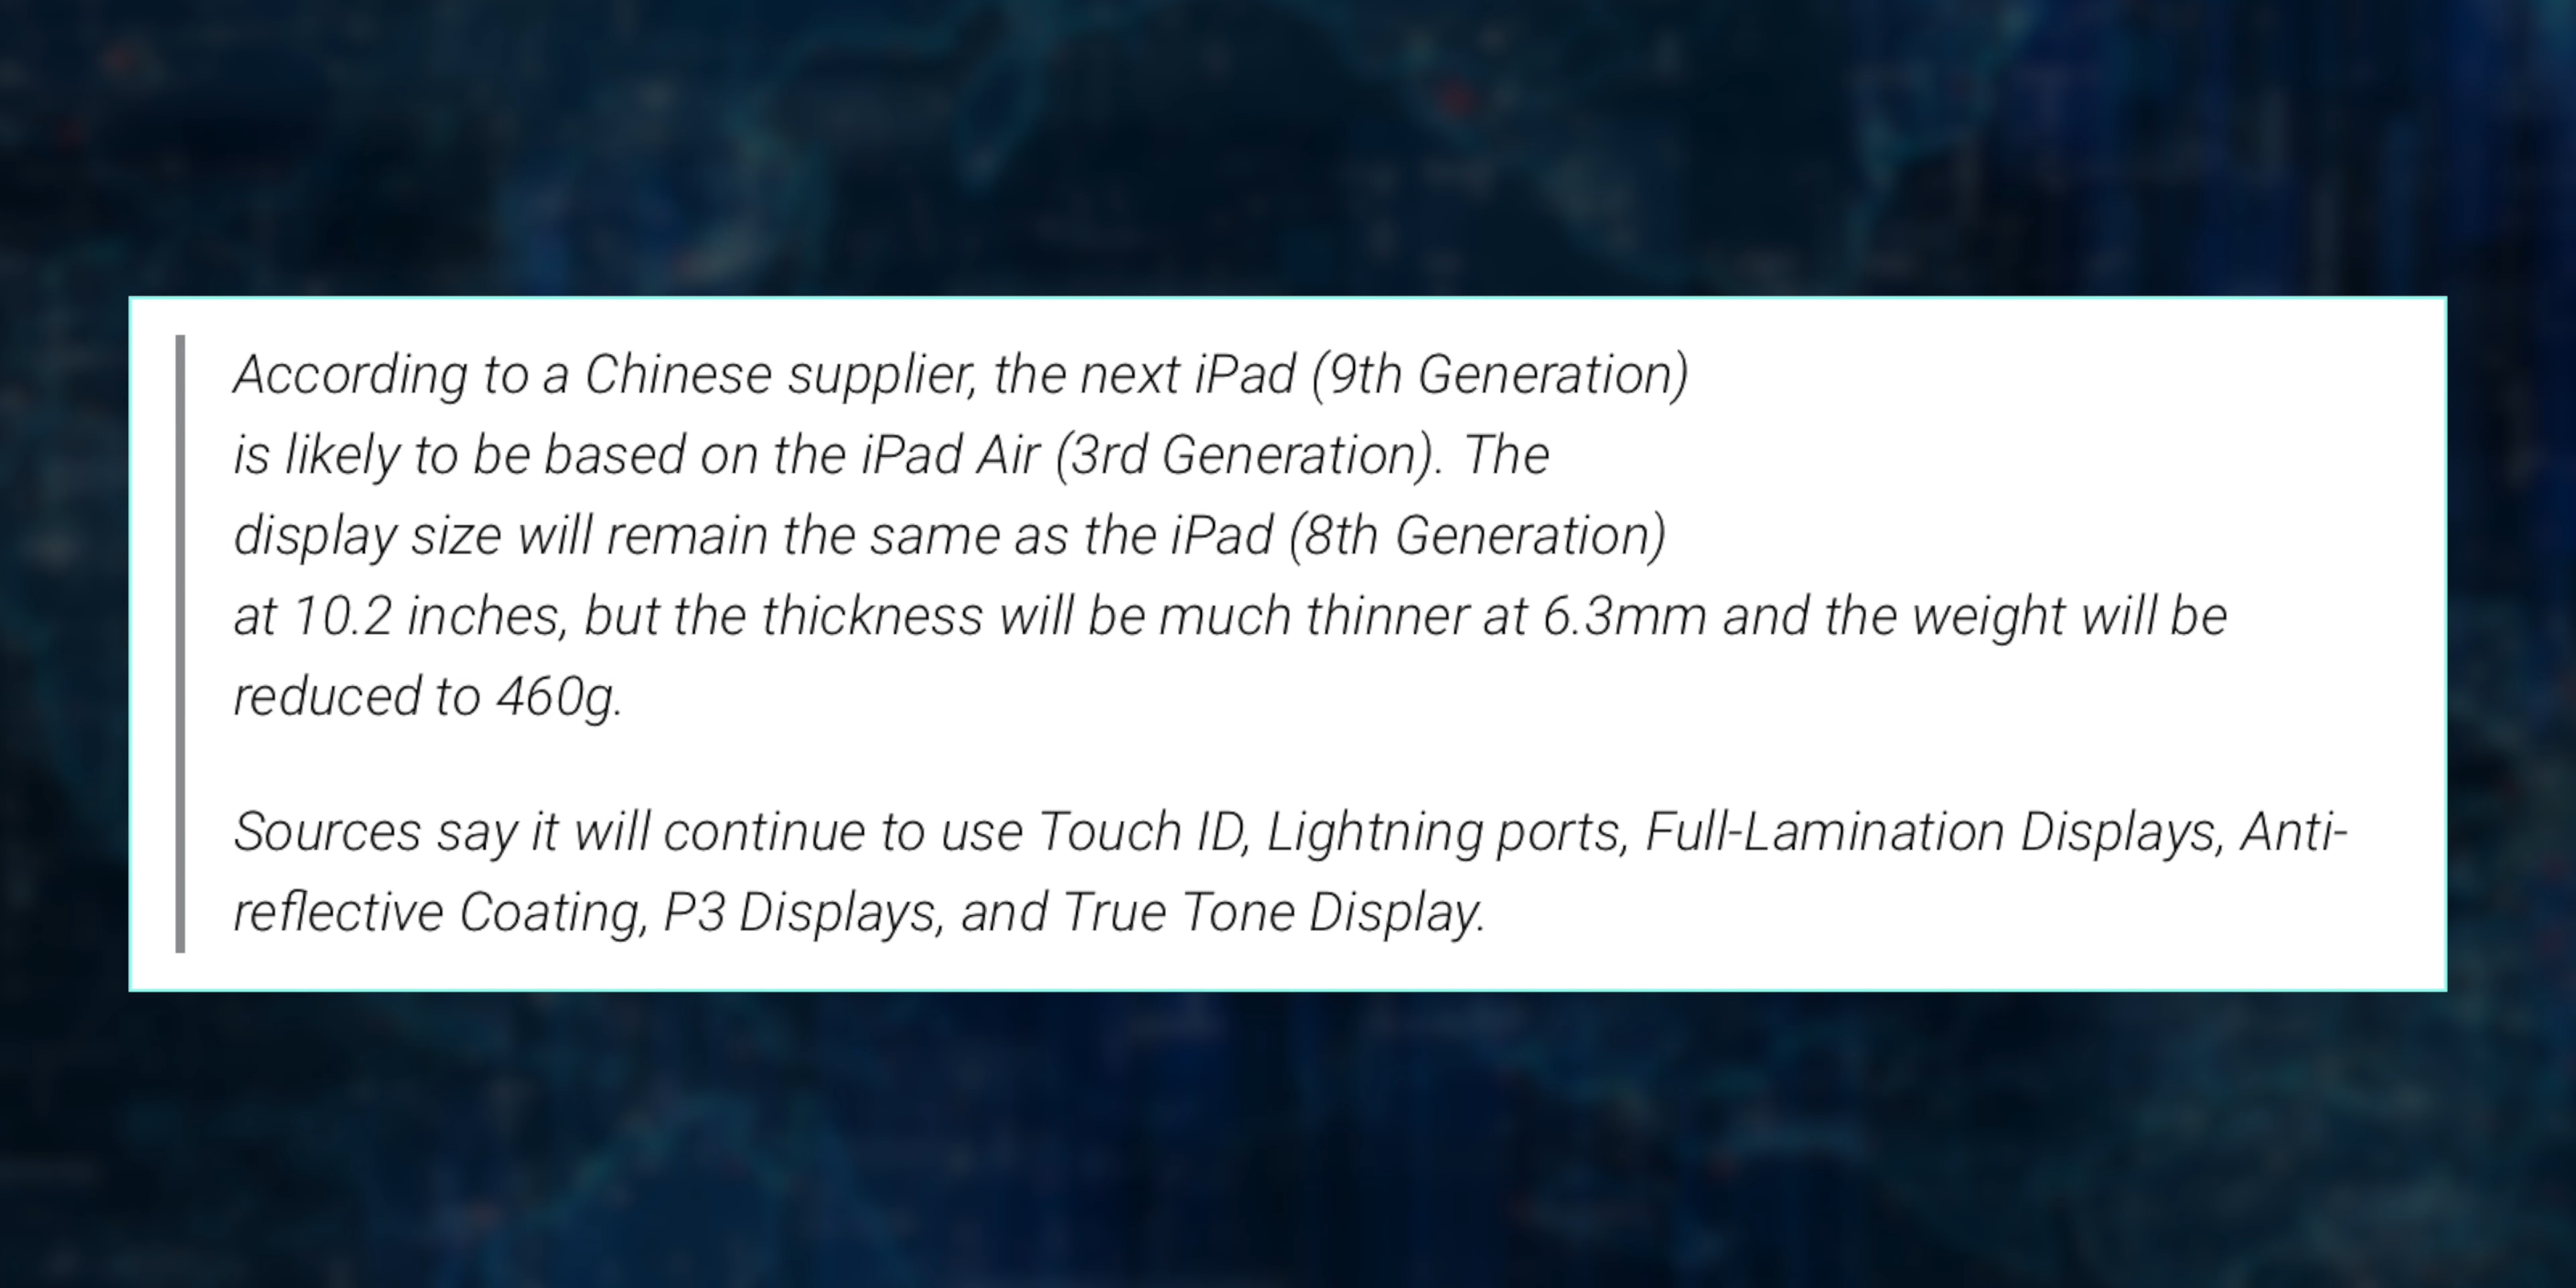 According to a Chinese supplier, the next iPad (9th Generation)
is likely to be based on the iPad Air (3rd Generation). The
display size will remain the same as the iPad (8th Generation)
at 10.2 inches, but the thickness will be much thinner at 6.3mm and the weight will be
reduced to 460g.
Sources say it will continue to use Touch ID, Lightning ports, Full-Lamination Displays, Anti-
reflective Coating, P3 Displays, and True Tone Display.